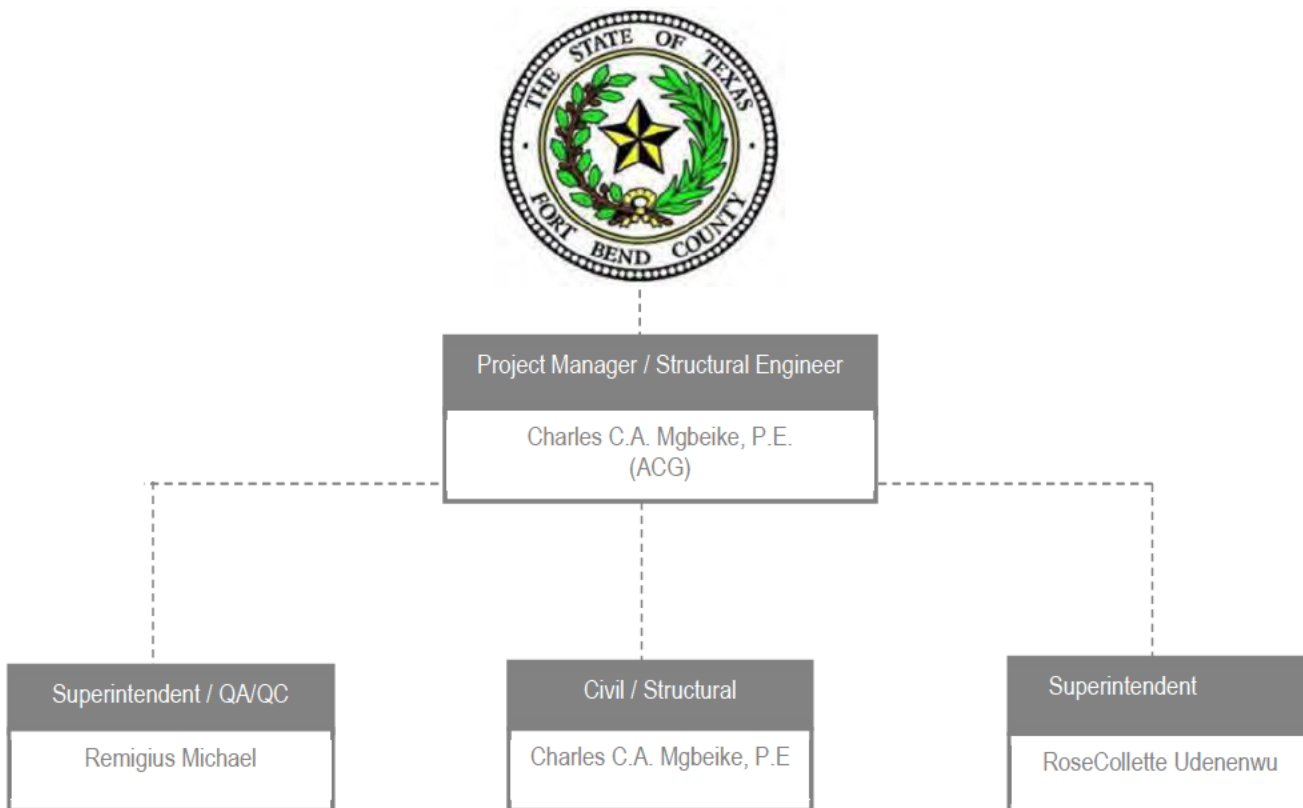 THE STATE OF TEXAS
FORT BEND COUNTY
Project Manager / Structural Engineer
Charles C.A. Mgbeike, P.E.
(ACG)
Superintendent / QA/QC
Remigius Michael
Civil / Structural
Charles C.A. Mgbeike, P.E
Superintendent
RoseCollette Udenenwu